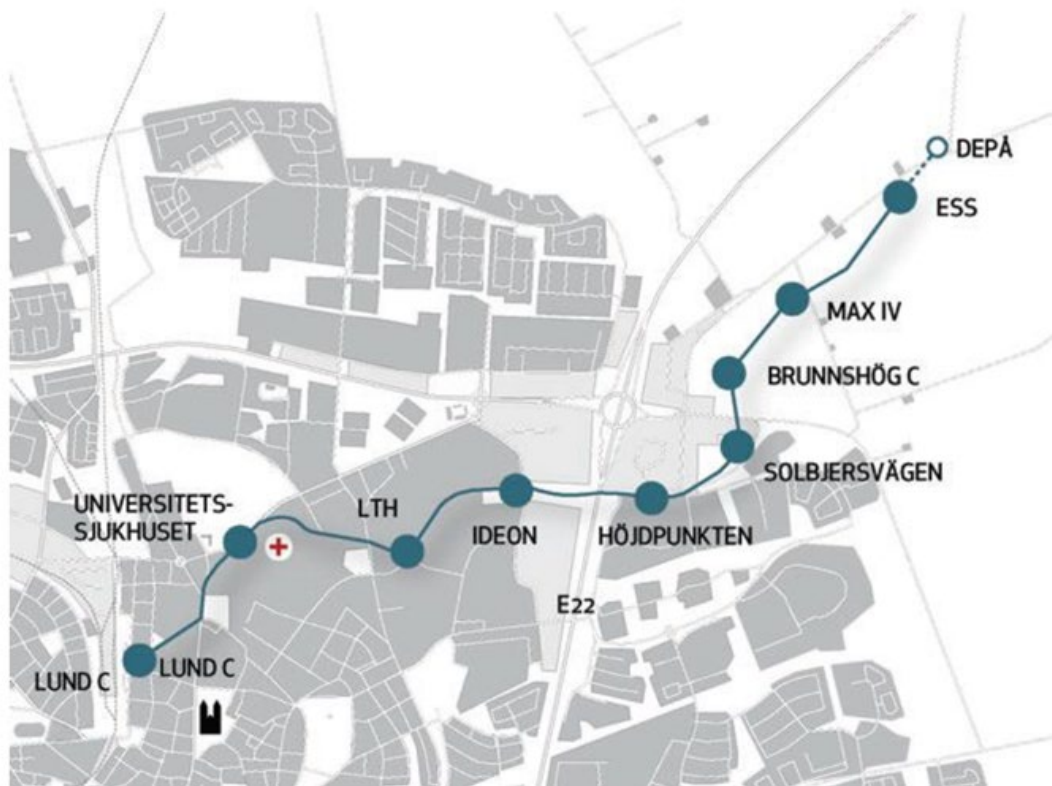 DEPÅ
ESS
MAX IV
BRUNNSHÖG C
SOLBJERSVÄGEN
UNIVERSITETS-
SJUKHUSET
LTH
IDEON
HÖJDPUNKTEN
E22
LUND C
LUND C